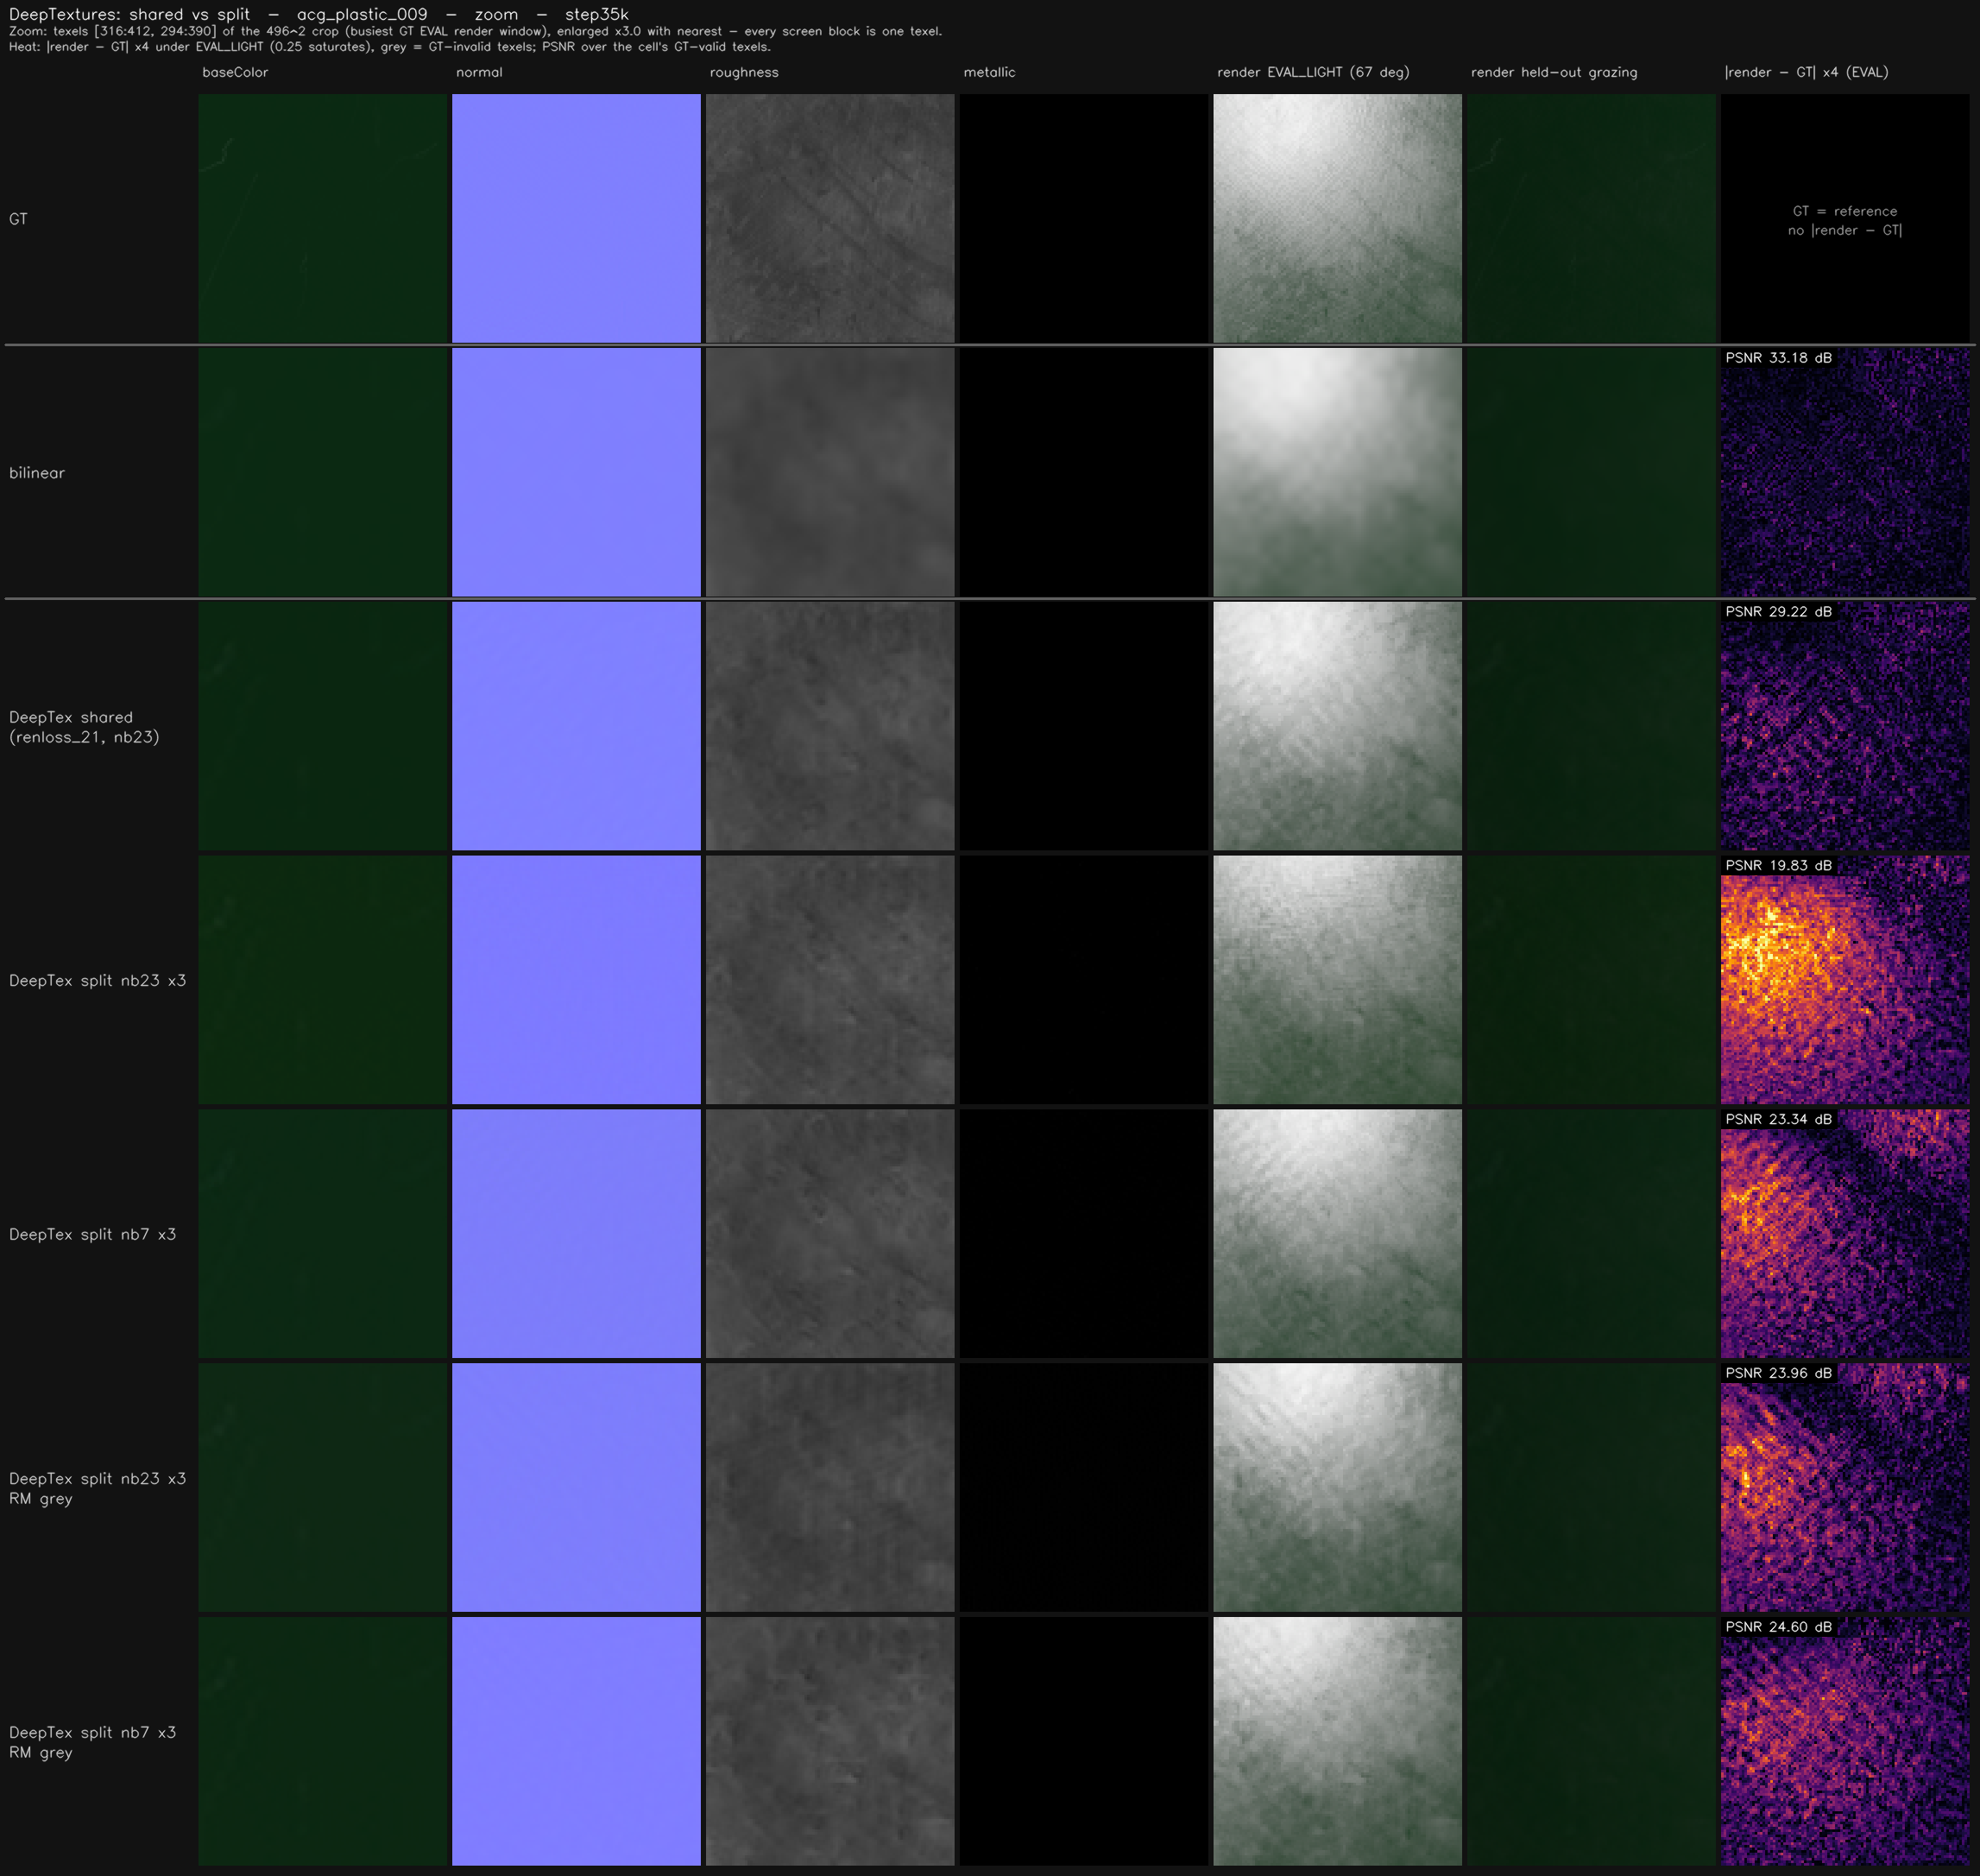 DeepTextures: shared vs split — acg_plastic_009 — zoom — step35k
Zoom: texels [316:412, 294:390] of the 496^2 crop (busiest GT EVAL render window), enlarged x3.0 with nearest — every screen block is one texel.
Heat: |render − GT| x4 under EVAL_LIGHT (0.25 saturates), grey = GT-invalid texels; PSNR over the cell's GT-valid texels.
baseColor normal roughness metallic render EVAL_LIGHT (67 deg) render held-out grazing |render − GT| x4 (EVAL)
GT
GT = reference
no |render − GT|
bilinear
PSNR 33.18 dB
DeepTex shared
(renloss_21, nb23)
PSNR 29.22 dB
DeepTex split nb23 x3
PSNR 19.83 dB
DeepTex split nb7 x3
PSNR 23.34 dB
DeepTex split nb23 x3
RM grey
PSNR 23.96 dB
DeepTex split nb7 x3
RM grey
PSNR 24.60 dB